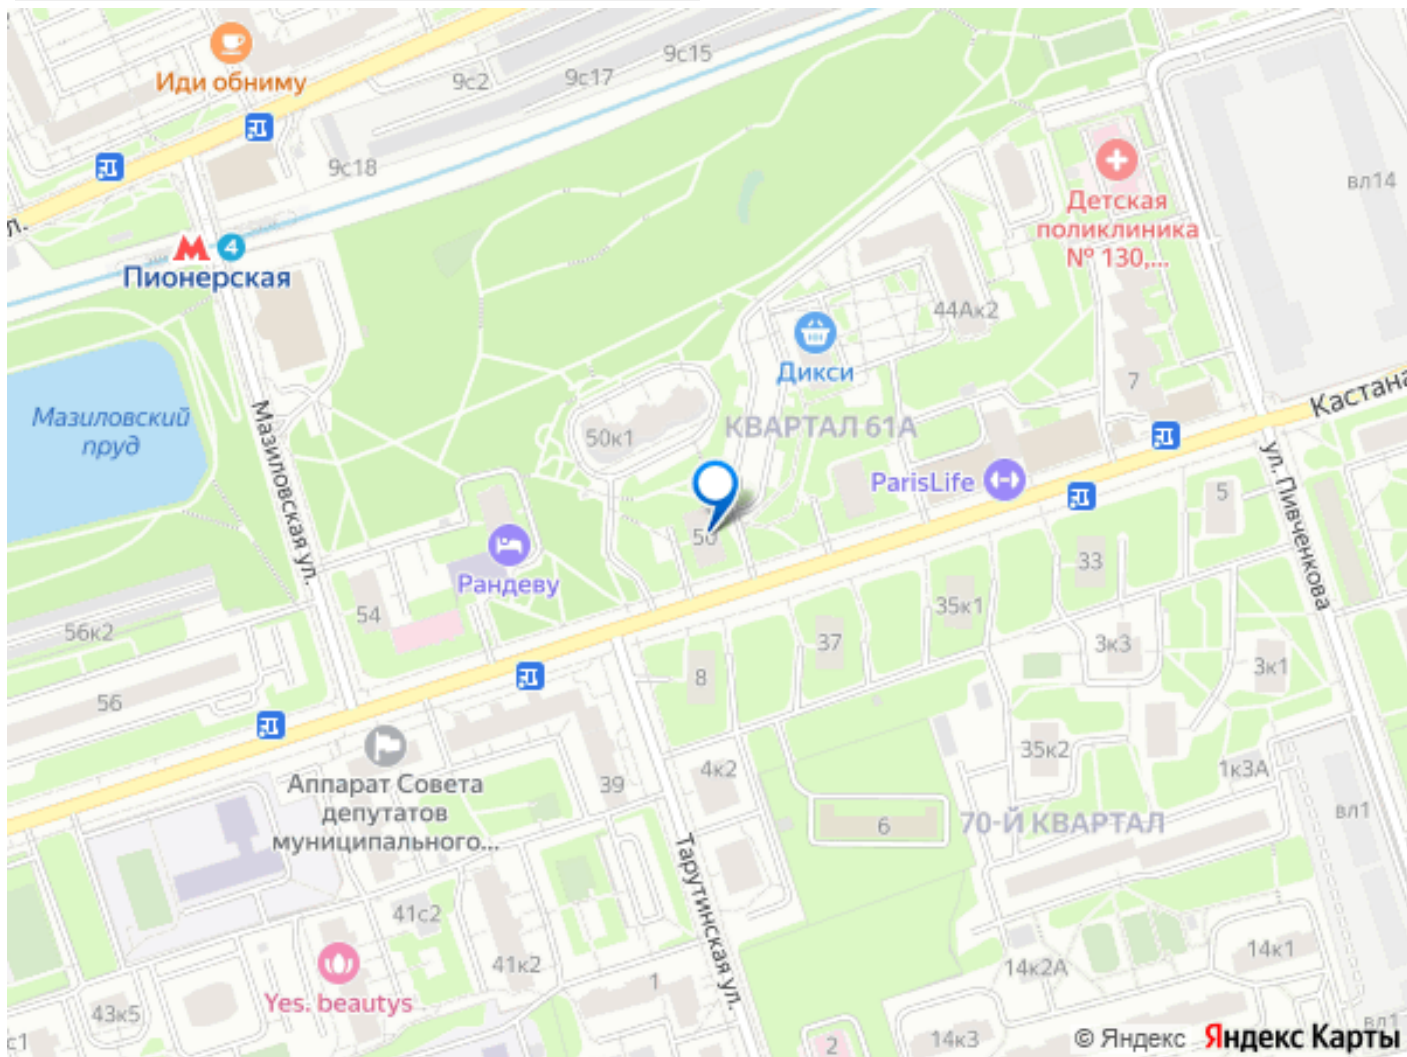 Иди обниму
9с2
9с17
9с15
9с18
л.
4
Пионерская
Мазиловский
пруд
Мазиловская ул.
Детская
поликлиника
№ 130,...
вл14
44Ак2
Дикси
7
Кастана
50к1
КВАРТАЛ 61А
ParisLife
ул. Пивченкова
5
50
33
Рандеву
54
56к2
56
35к1
37
3к3
3к1
8
35к2
1к3А
4к2
39
Аппарат Совета
депутатов
муниципального...
6
70-Й КВАРТАЛ
вл1
Тарутинская ул.
41с2
41к2
Yes. beautys
43к5
с1
1
14к2А
14к1
2
14к3
вл1
© Яндекс Яндекс Карты